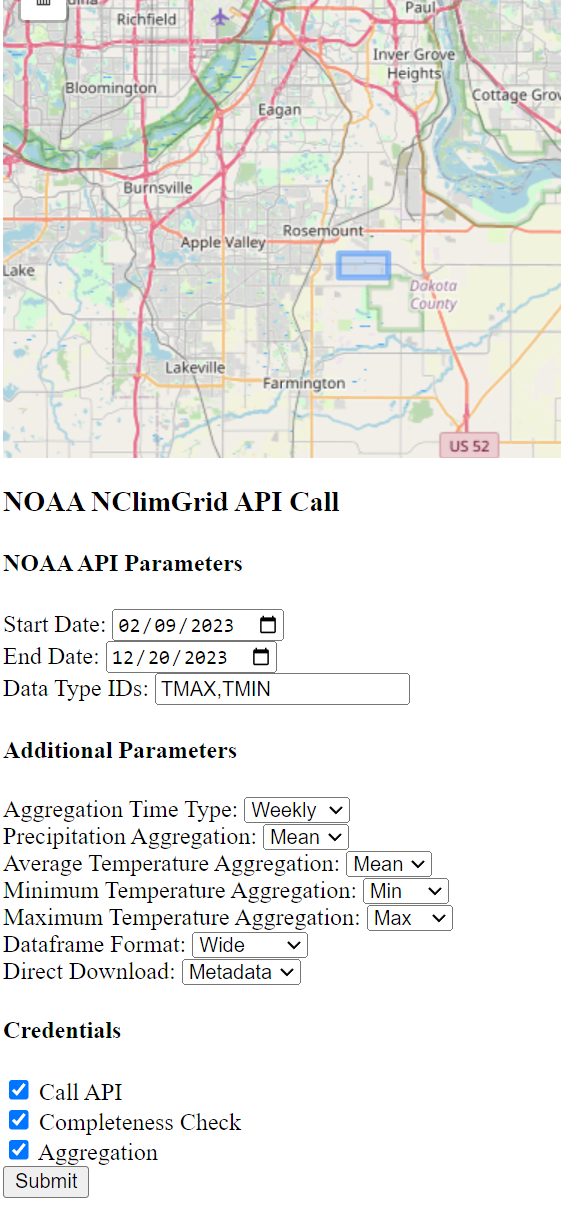 Richfield
Paul
Inver Grove
Heights
Bloomington
Cottage
Eagan
Burnsville
Rosemount
Apple Valley
Lake
Dakota
County
Lakeville
Farmington
US 52
NOAA NClimGrid API Call
NOAA API Parameters
Start Date: 02/09/2023
End Date: 12/20/2023
Data Type IDs: TMAX,TMIN
Additional Parameters
Aggregation Time Type: Weekly
Precipitation Aggregation: Mean
Average Temperature Aggregation: Mean
Minimum Temperature Aggregation: Min
Maximum Temperature Aggregation: Max
Dataframe Format: Wide
Direct Download: Metadata
Credentials
Call API
Completeness Check
Aggregation
Submit